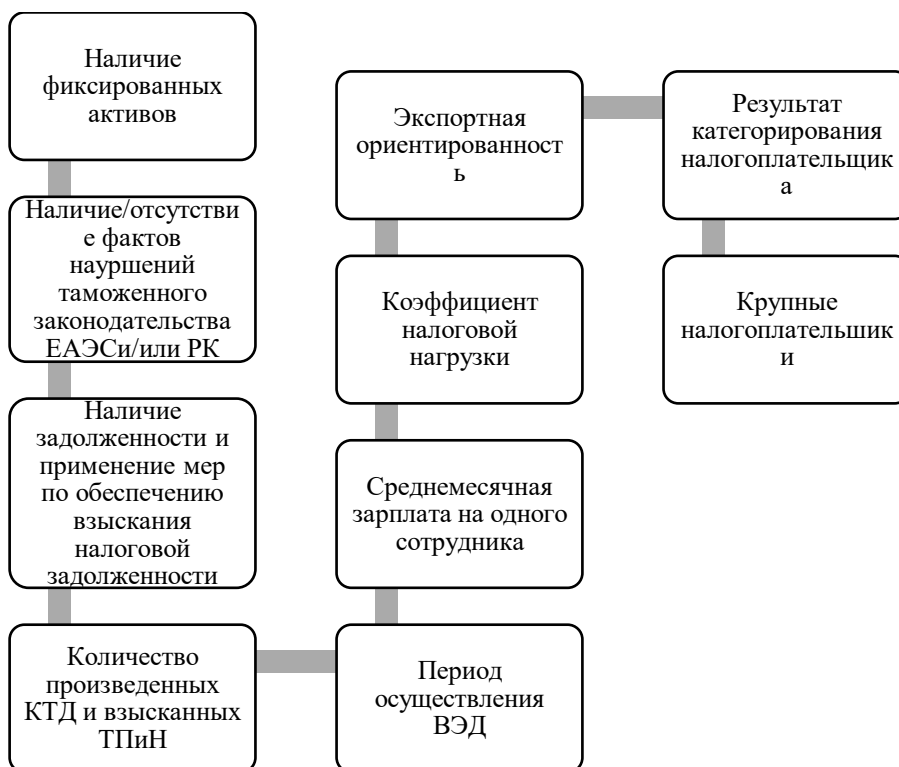 Наличие
фиксированных
активов
Наличие/отсутстви
е фактов
науршений
таможенного
законодательства
ЕАЭСи/или РК
Наличие
задолженности и
применение мер
по обеспечению
взыскания
налоговой
задолженности
Количество
произведенных
КТД и взысканных
ТПиН
Период
осуществления
ВЭД
Среднемесячная
зарплата на одного
сотрудника
Коэффициент
налоговой
нагрузки
Экспортная
ориентированност
ь
Результат
категорирования
налогоплательщик
а
Крупные
налогоплательшик
и